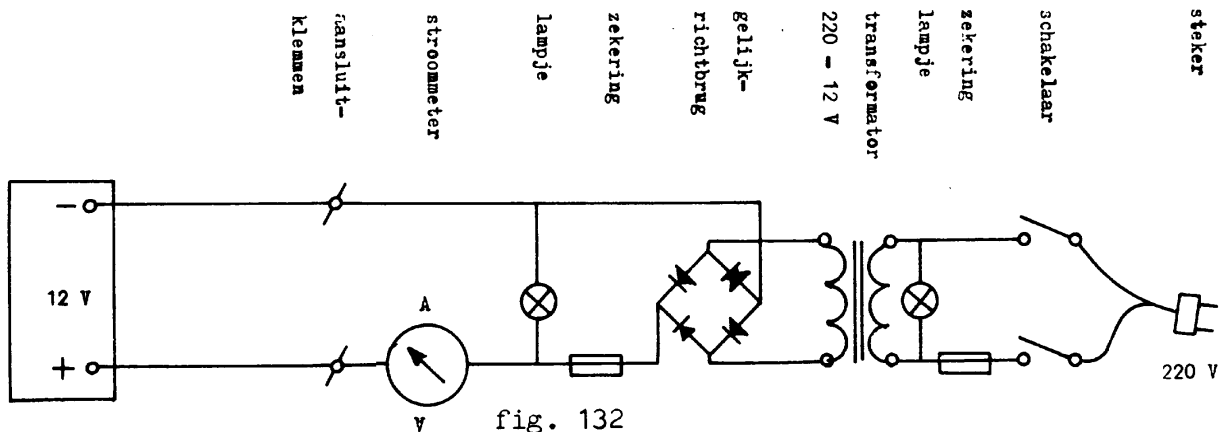 steker
schakelaar
zekering
lampje
transformator
220 - 12 V
gelijk-
richtbrug
zekering
lampje
stroommeter
aansluit-
klemmen
-
12 V
+
A
A
220 V
fig. 132